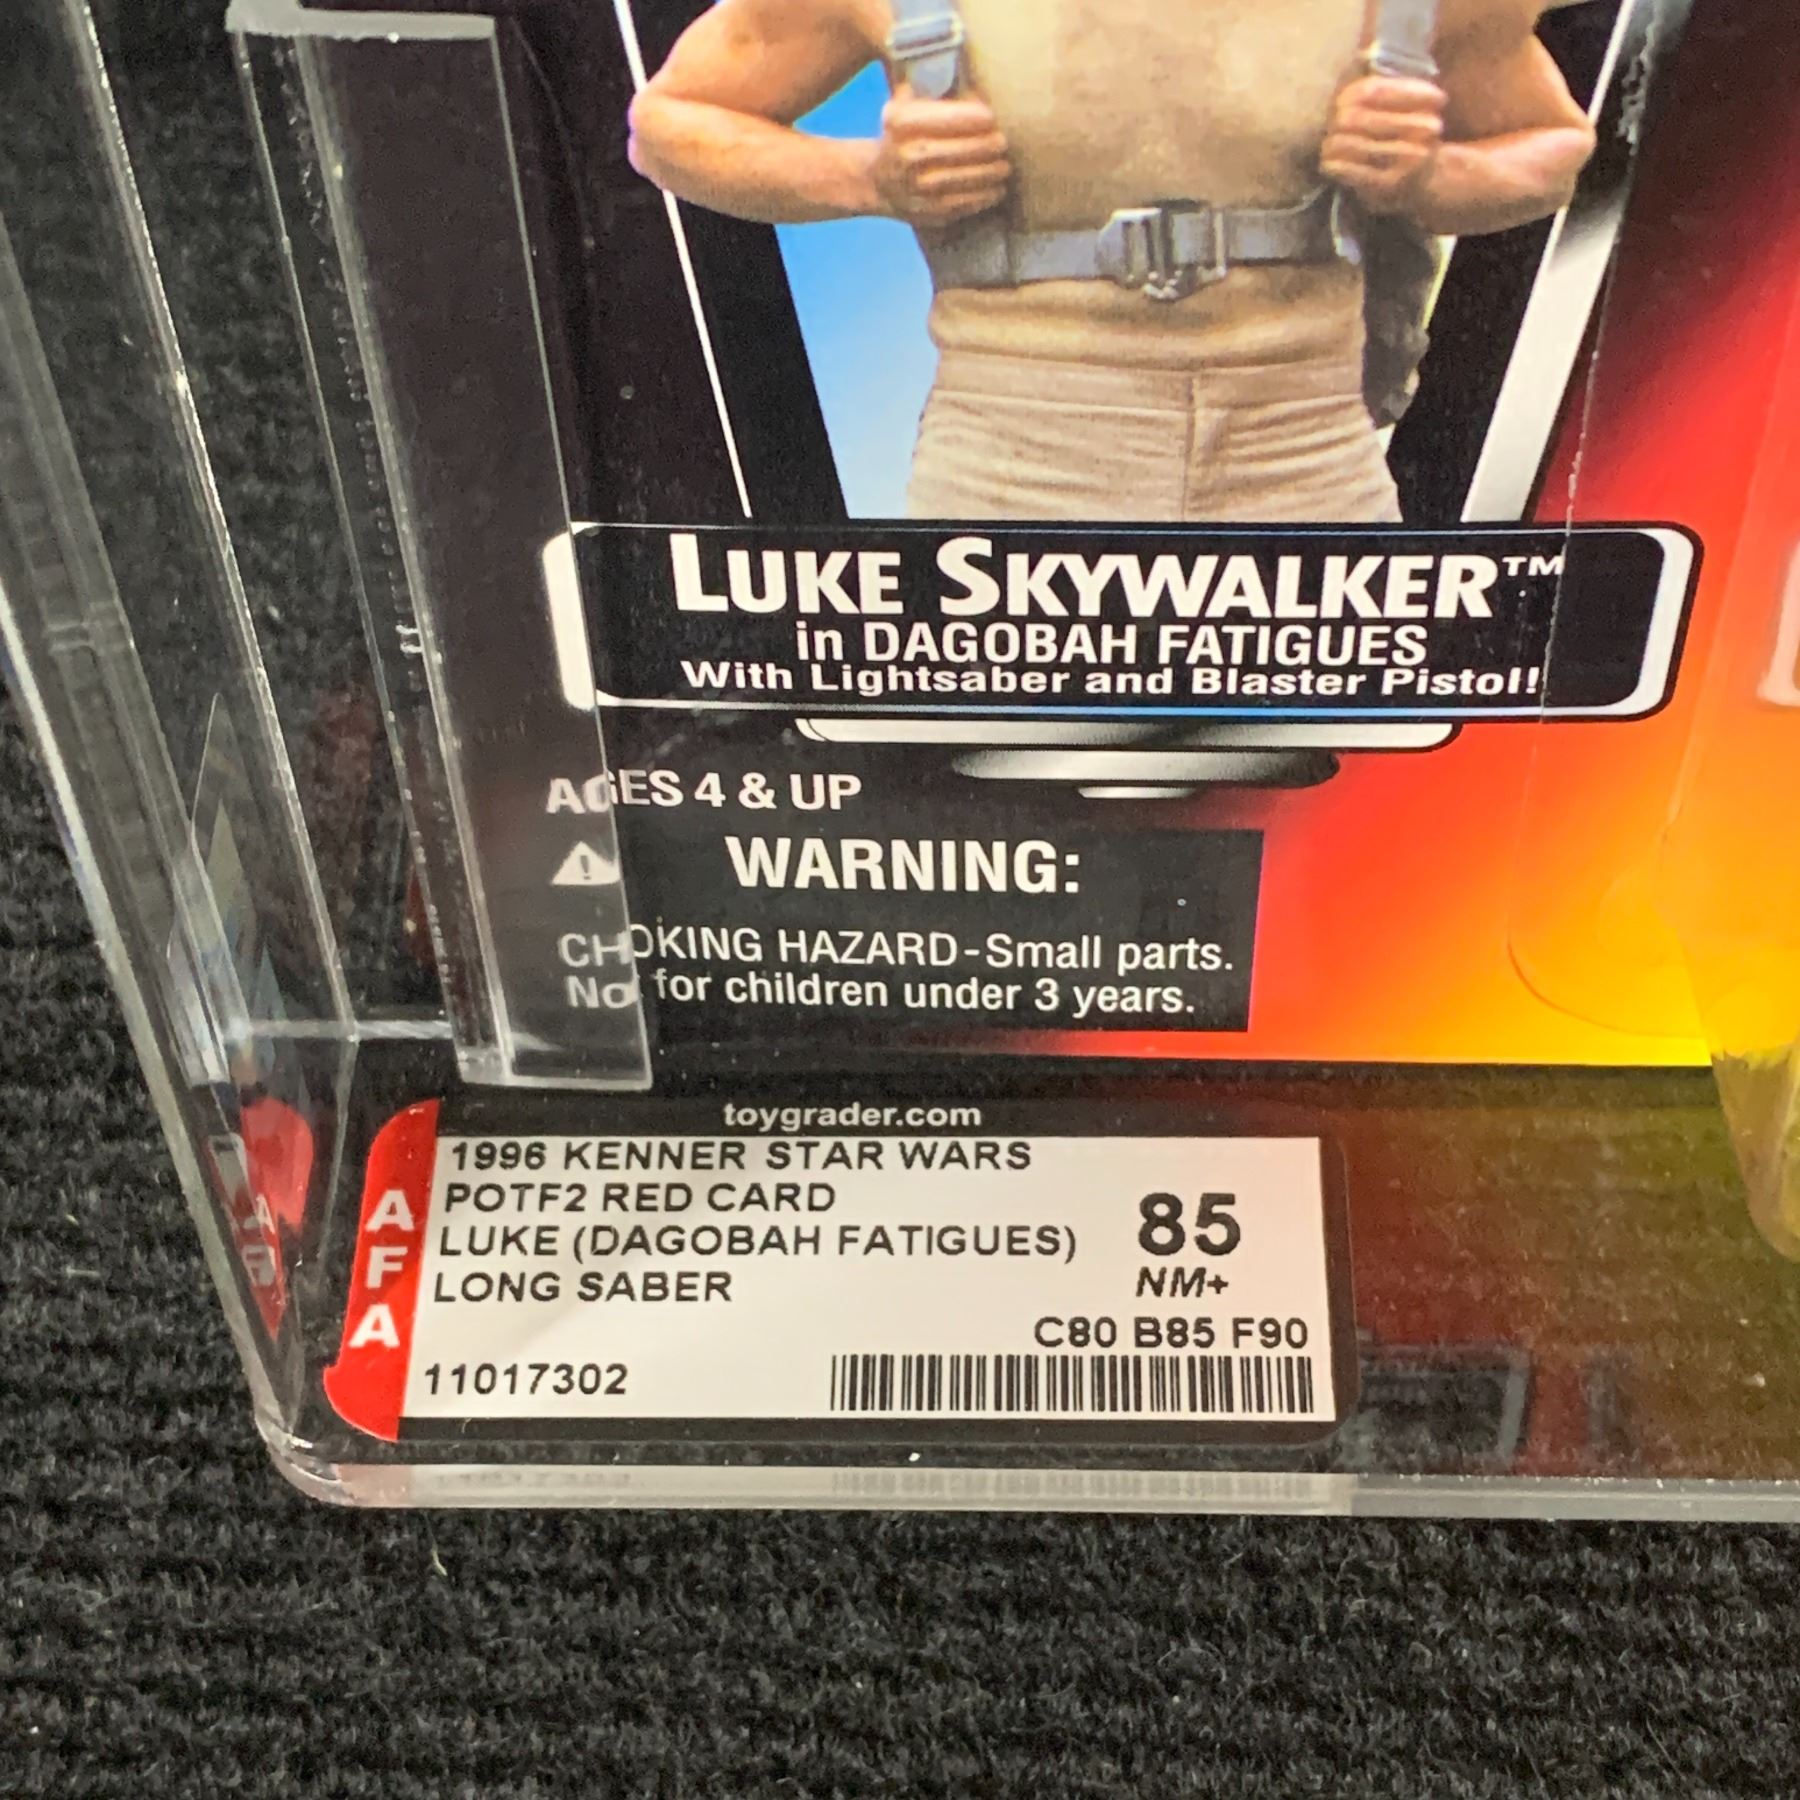 LUKE SKYWALKER™
in DAGOBAH FATIGUES
With Lightsaber and Blaster Pistol!
AGES 4 & UP
WARNING:
CHOKING HAZARD-Small parts.
Not for children under 3 years.
toygrader.com
AFA
1996 KENNER STAR WARS
POTF2 RED CARD
LUKE (DAGOBAH FATIGUES)
LONG SABER
85
NM+
C80 B85 F90
11017302